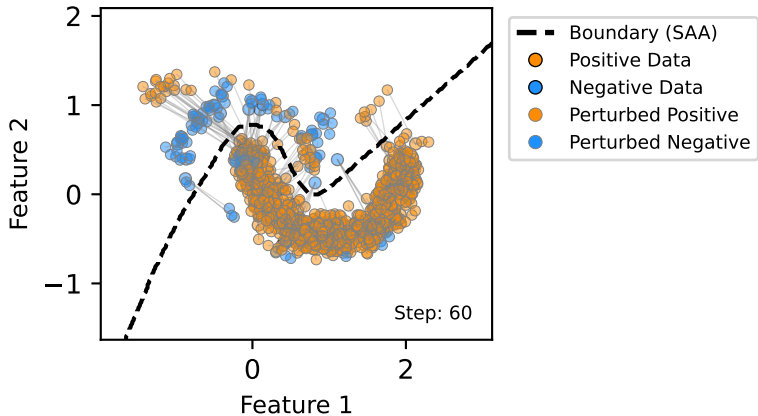 2
1
0
−1
Feature 2
0
2
Feature 1
Step: 60
Boundary (SAA)
Positive Data
Negative Data
Perturbed Positive
Perturbed Negative